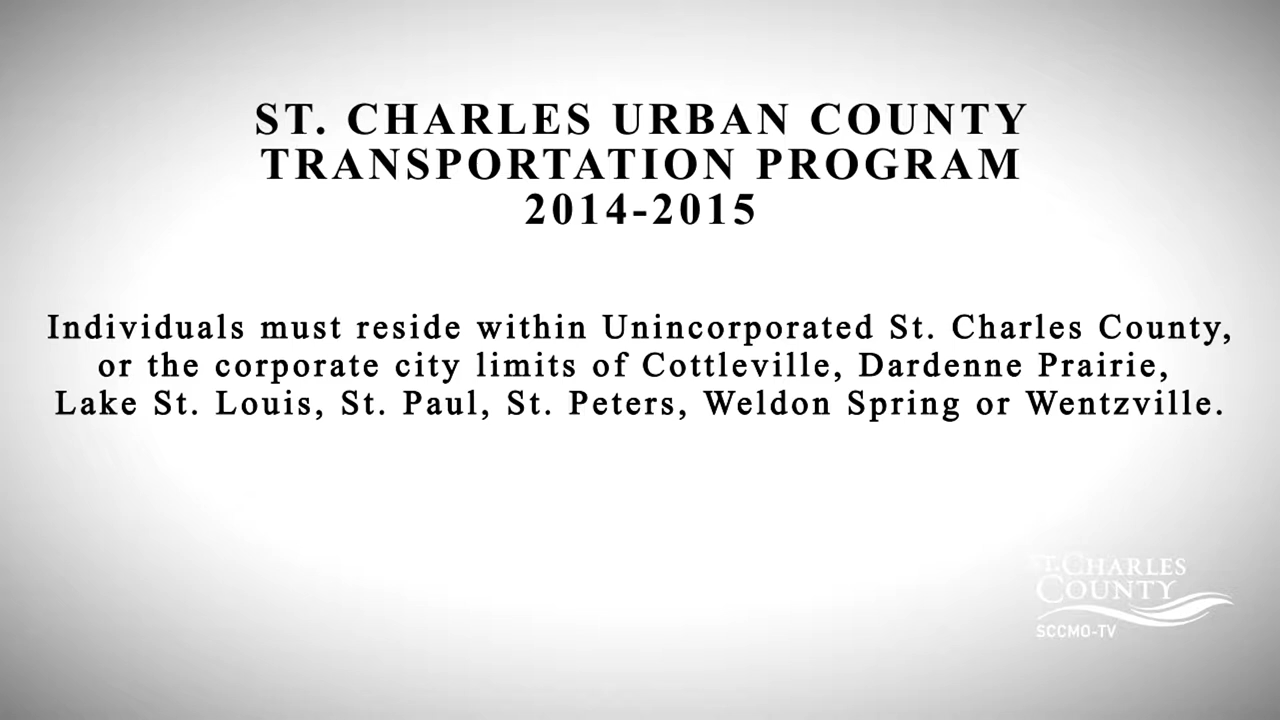 ST. CHARLES URBAN COUNTY
TRANSPORTATION PROGRAM
2014-2015
Individuals must reside within Unincorporated St. Charles County,
or the corporate city limits of Cottleville, Dardenne Prairie,
Lake St. Louis, St. Paul, St. Peters, Weldon Spring or Wentzville.
ST. CHARLES
COUNTY
SCCMO-TV